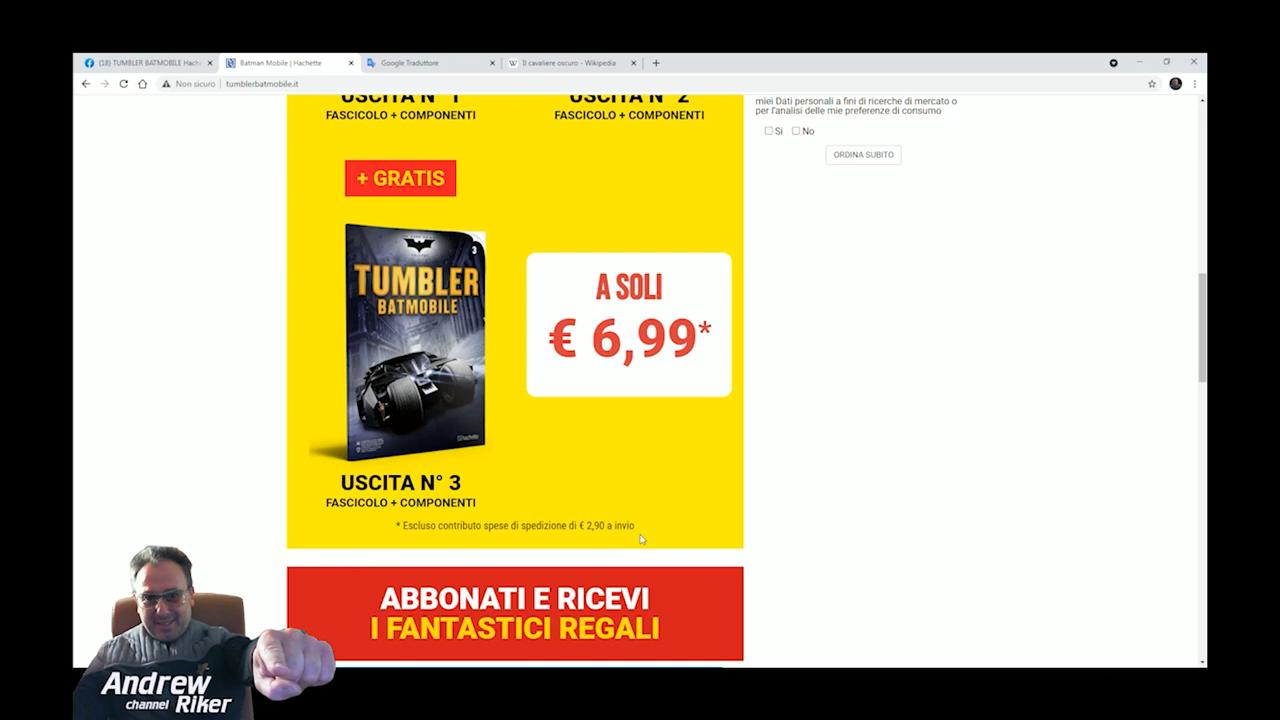 (18) TUMBLER BATMOBILE Hach
Batman Mobile | Hachette
Google Traduttore
Il cavaliere oscuro - Wikipedia
Non sicuro
tumblerbatmobile.it
USCITA N° 1
FASCICOLO + COMPONENTI
USCITA N° 2
FASCICOLO + COMPONENTI
miei Dati personali a fini di ricerche di mercato o
per l'analisi delle mie preferenze di consumo
Si No
ORDINA SUBITO
+ GRATIS
3
TUMBLER
BATMOBILE
hachette
A SOLI
€ 6,99*
USCITA N° 3
FASCICOLO + COMPONENTI
* Escluso contributo spese di spedizione di € 2,90 a invio
ABBONATI E RICEVI
I FANTASTICI REGALI
Andrew
channel Riker